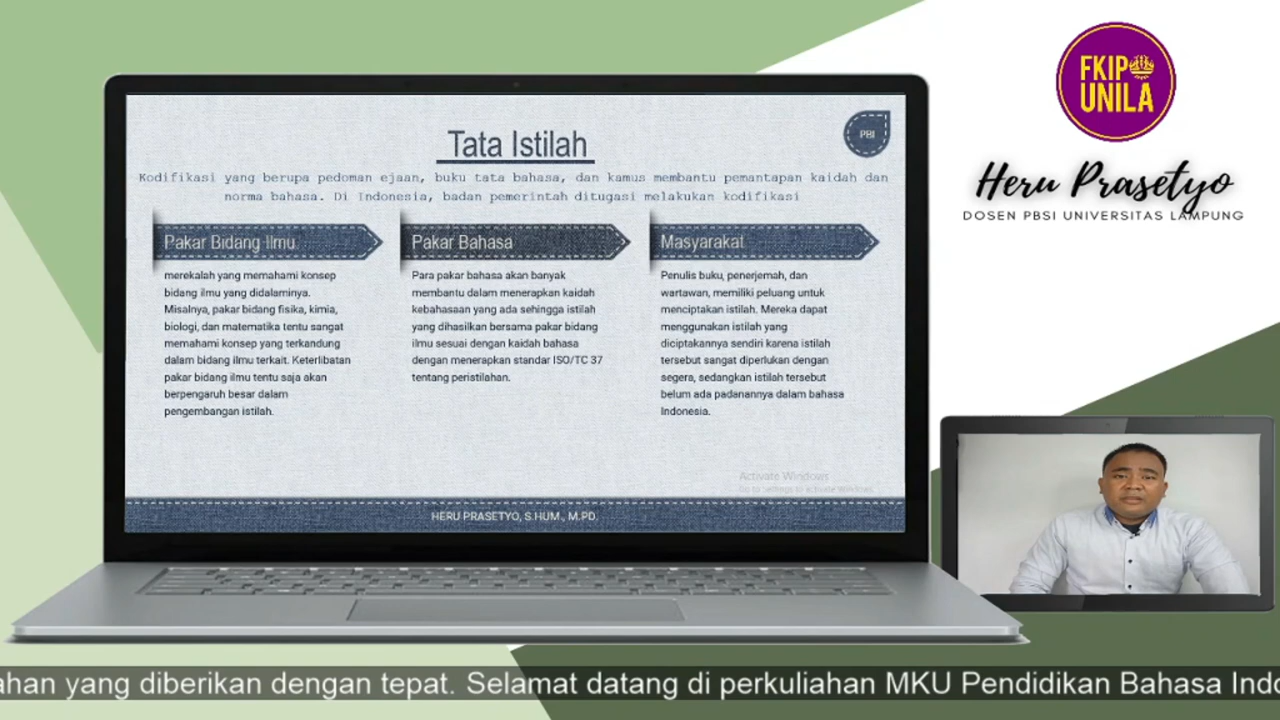 FKIP
UNILA
Heru Prasetyo
DOSEN PBSI UNIVERSITAS LAMPUNG
PBI
Tata Istilah
Kodifikasi yang berupa pedoman ejaan, buku tata bahasa, dan kamus membantu pemantapan kaidah dan
norma bahasa. Di Indonesia, badan pemerintah ditugasi melakukan kodifikasi
Pakar Bidang Ilmu
merekalah yang memahami konsep
bidang ilmu yang didalaminya.
Misalnya, pakar bidang fisika, kimia,
biologi, dan matematika tentu sangat
memahami konsep yang terkandung
dalam bidang ilmu terkait. Keterlibatan
pakar bidang ilmu tentu saja akan
berpengaruh besar dalam
pengembangan istilah.
Pakar Bahasa
Para pakar bahasa akan banyak
membantu dalam menerapkan kaidah
kebahasaan yang ada sehingga istilah
yang dihasilkan bersama pakar bidang
ilmu sesuai dengan kaidah bahasa
dengan menerapkan standar ISO/TC 37
tentang peristilahan.
Masyarakat
Penulis buku, penerjemah, dan
wartawan, memiliki peluang untuk
menciptakan istilah. Mereka dapat
menggunakan istilah yang
diciptakannya sendiri karena istilah
tersebut sangat diperlukan dengan
segera, sedangkan istilah tersebut
belum ada padanannya dalam bahasa
Indonesia.
Activate Windows
Go to Settings to activate Windows.
HERU PRASETYO, S.HUM., M.PD.
ahan yang diberikan dengan tepat. Selamat datang di perkuliahan MKU Pendidikan Bahasa Indo